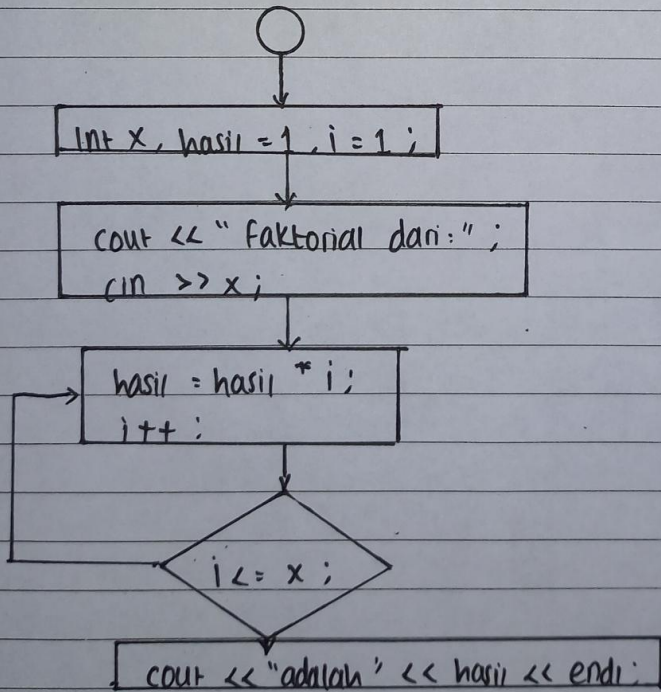 int x, hasil = 1, i = 1 ;
cout << " Faktorial dari : " ;
cin >> x ;
hasil = hasil * i ;
i++ ;
i <= x ;
cout << "adalah" << hasil << endl ;